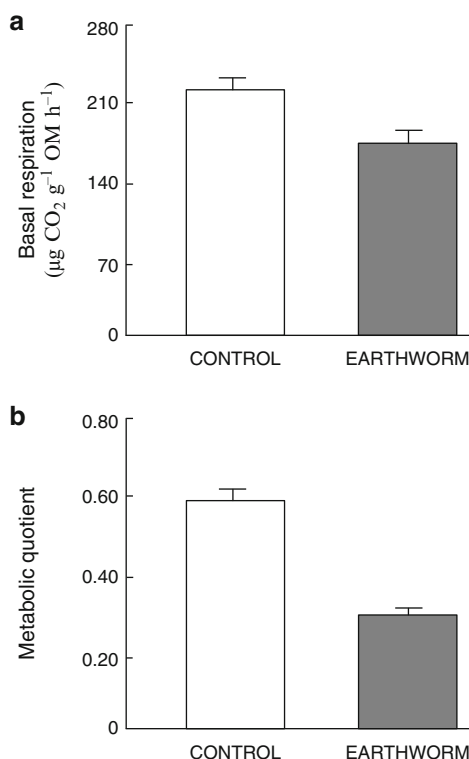 a
Basal respiration
(µg CO₂ g⁻¹ OM h⁻¹)
280
210
140
70
0
CONTROL EARTHWORM
b
Metabolic quotient
0.80
0.60
0.40
0.20
0
CONTROL EARTHWORM